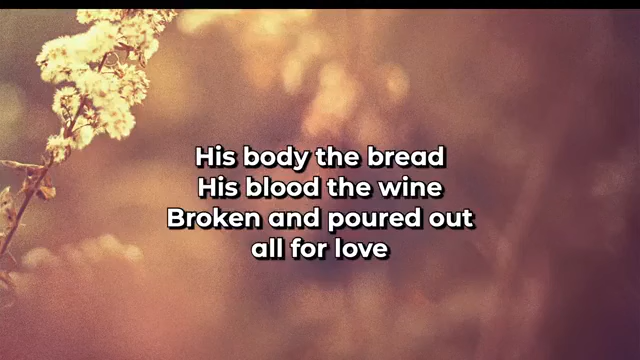 His body the bread
His blood the wine
Broken and poured out
all for love